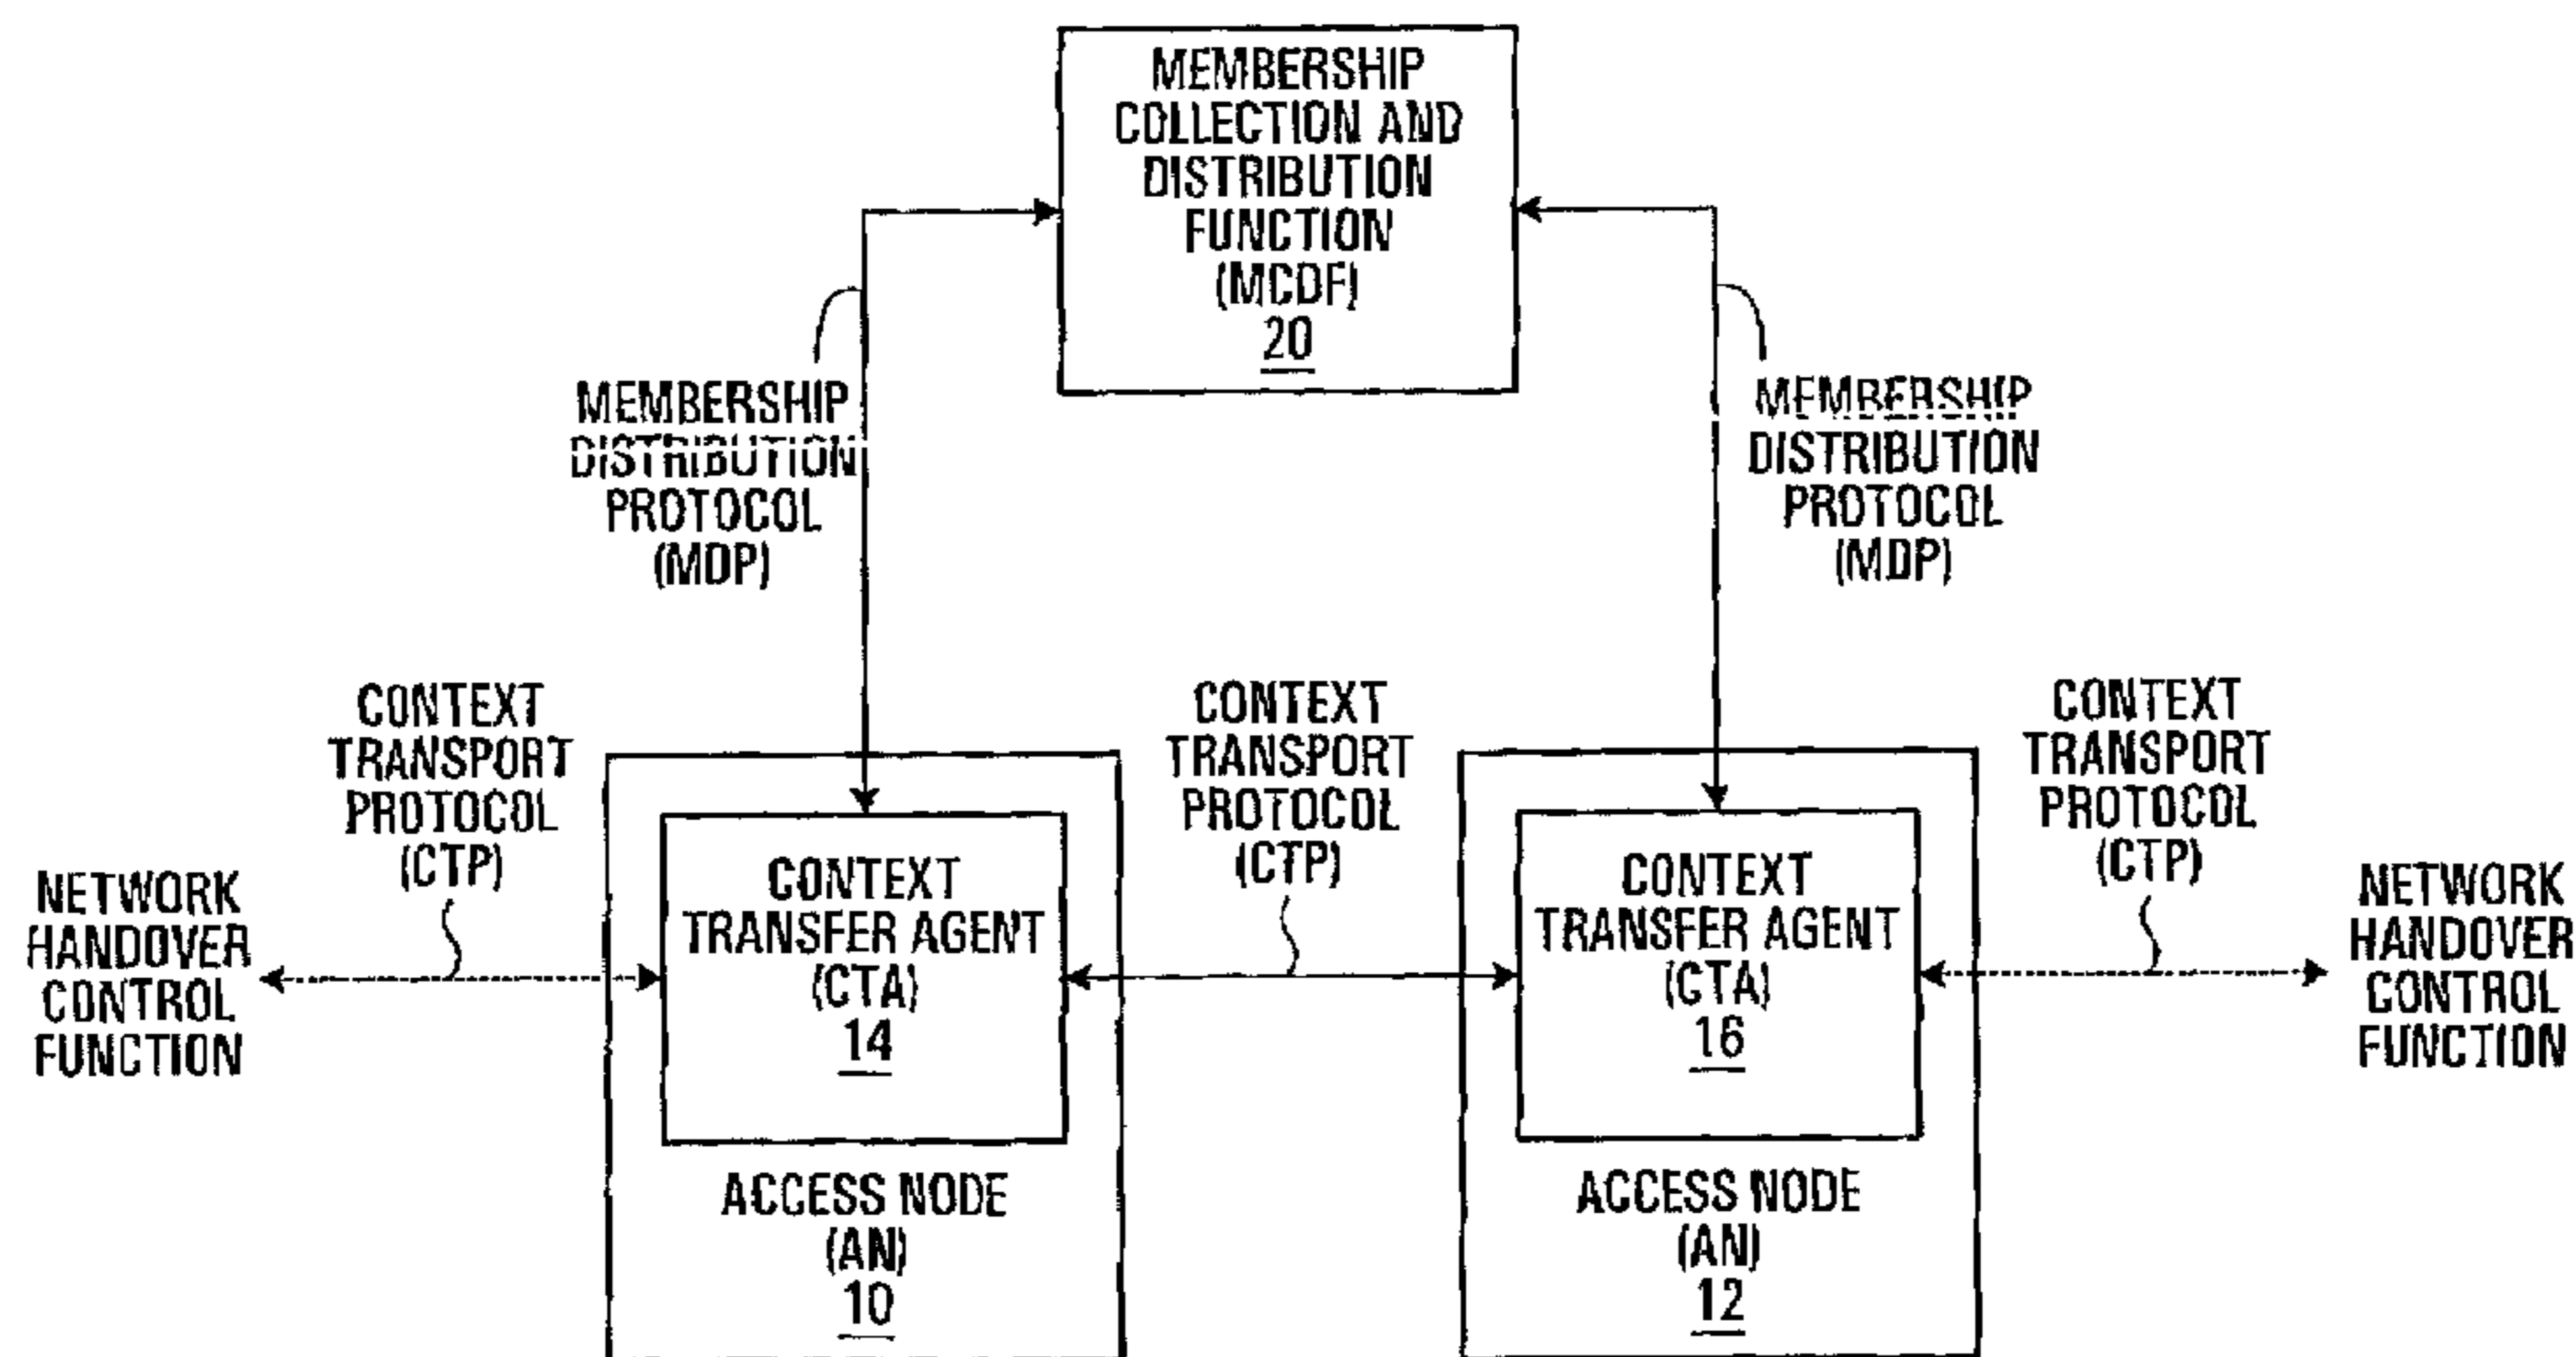 MEMBERSHIP
COLLECTION AND
DISTRIBUTION
FUNCTION
(MCDF)
20
MEMBERSHIP
DISTRIBUTION
PROTOCOL
(MDP)
MEMBERSHIP
DISTRIBUTION
PROTOCOL
(MDP)
CONTEXT
TRANSPORT
PROTOCOL
(CTP)
CONTEXT
TRANSPORT
PROTOCOL
(CTP)
CONTEXT
TRANSPORT
PROTOCOL
(CTP)
NETWORK
HANDOVER
CONTROL
FUNCTION
CONTEXT
TRANSFER AGENT
(CTA)
14
ACCESS NODE
(AN)
10
CONTEXT
TRANSFER AGENT
(CTA)
16
ACCESS NODE
(AN)
12
NETWORK
HANDOVER
CONTROL
FUNCTION